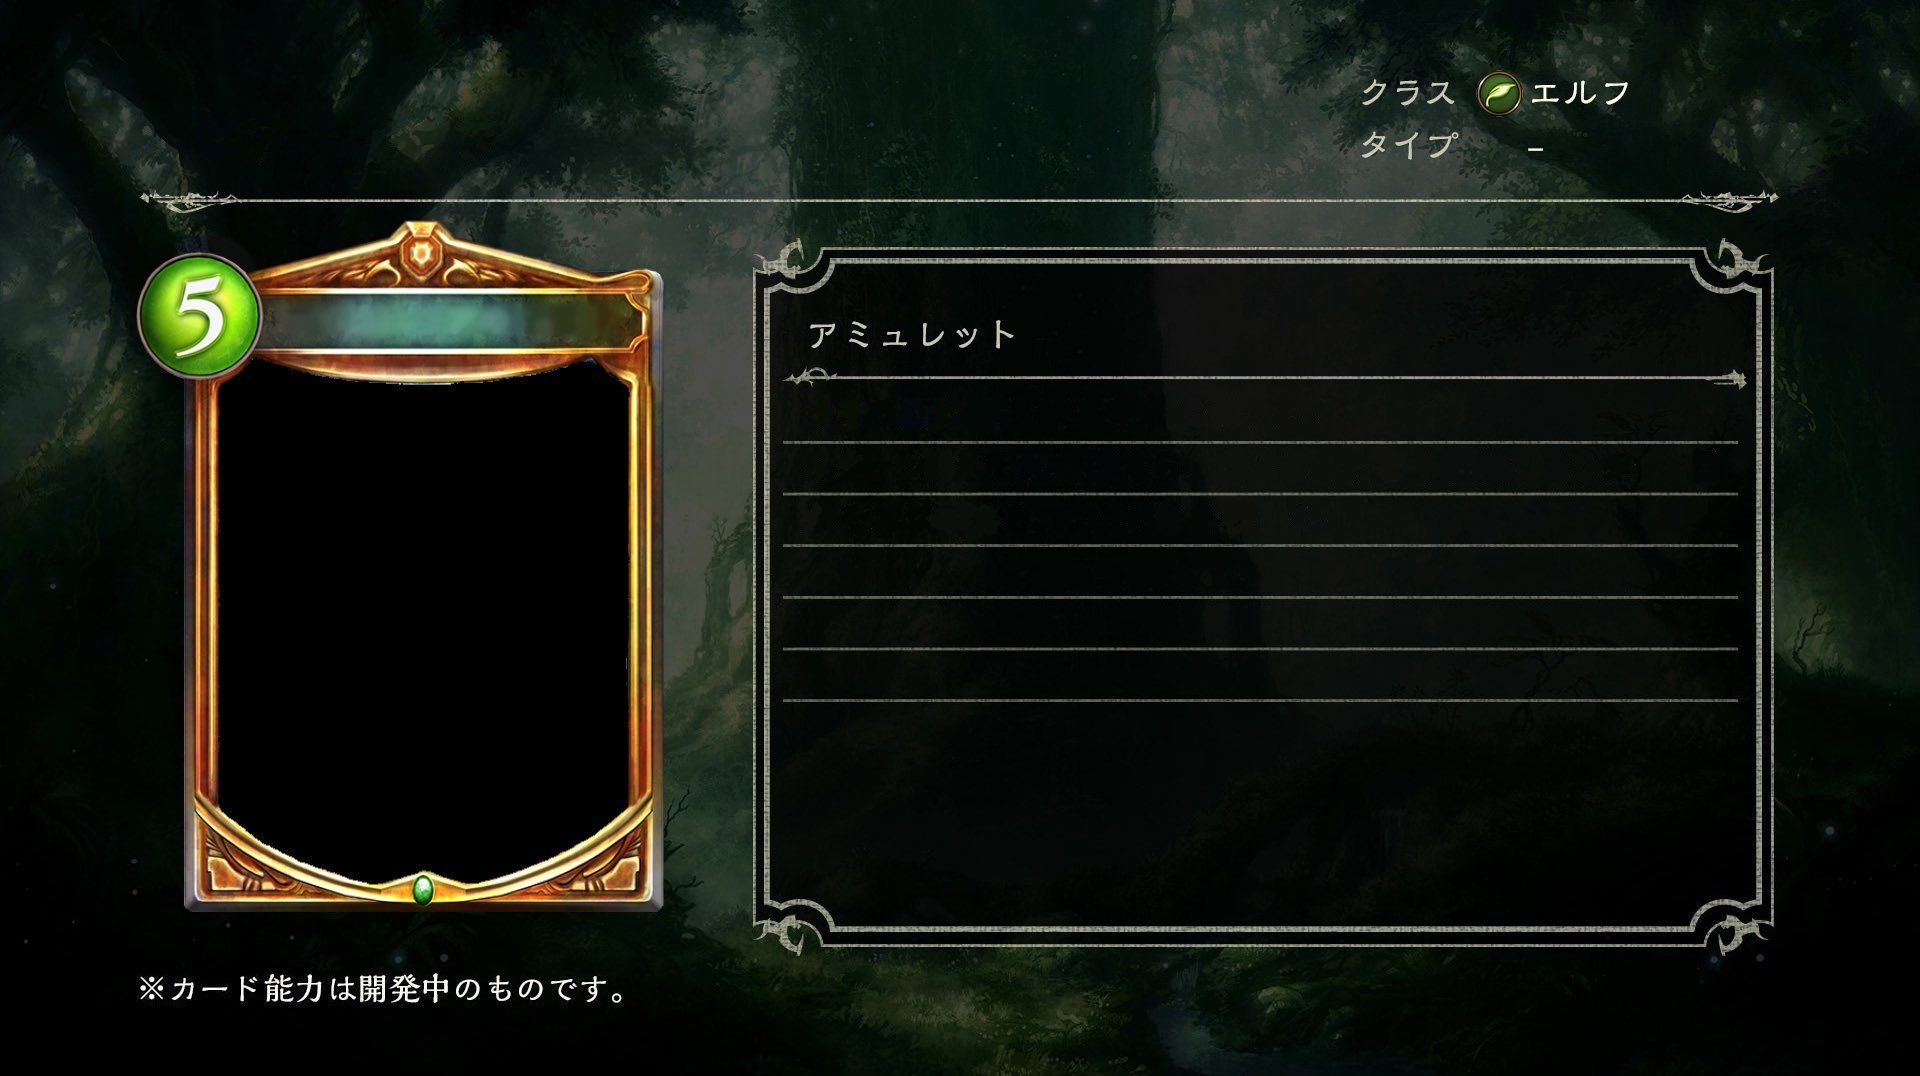 クラス エルフ
タイプ –
5
アミュレット
※カード能力は開発中のものです。